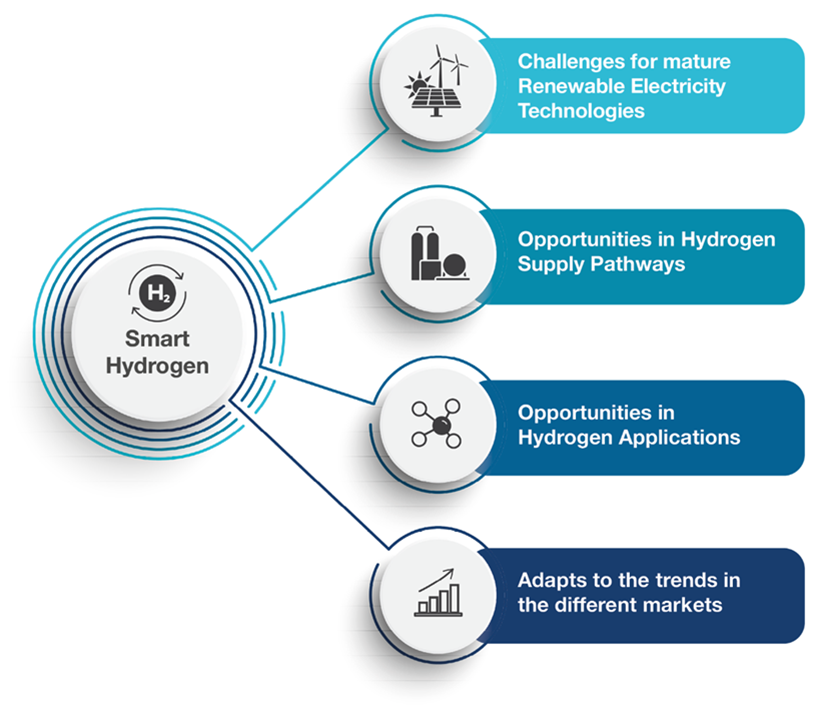 Challenges for mature
Renewable Electricity
Technologies
Opportunities in Hydrogen
Supply Pathways
H₂
Smart
Hydrogen
Opportunities in
Hydrogen Applications
Adapts to the trends in
the different markets